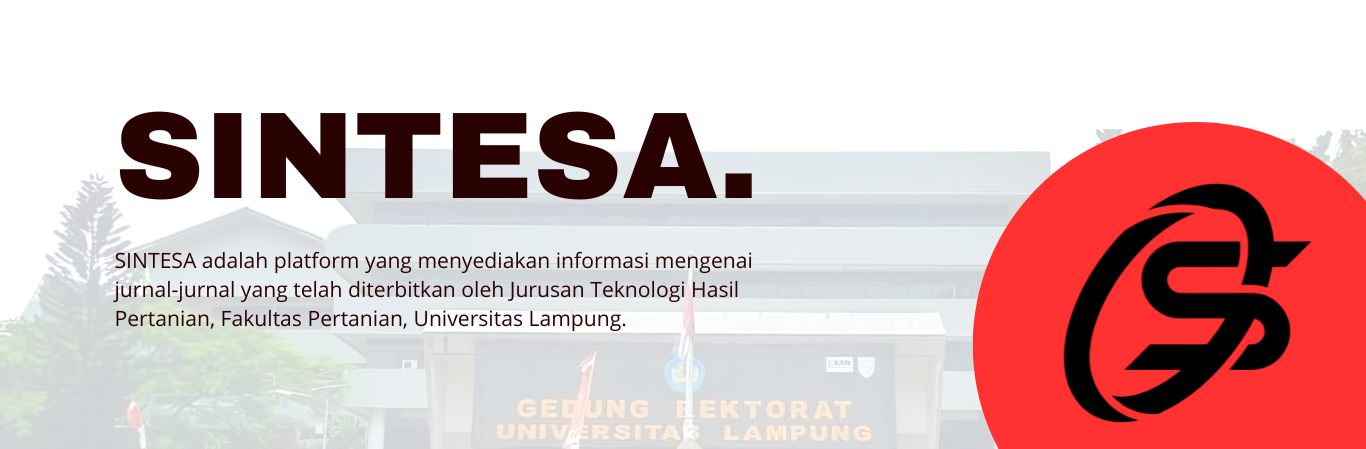 SINTESA.
SINTESA adalah platform yang menyediakan informasi mengenai
jurnal-jurnal yang telah diterbitkan oleh Jurusan Teknologi Hasil
Pertanian, Fakultas Pertanian, Universitas Lampung.
GEDUNG REKTORAT
UNIVERSITAS LAMPUNG